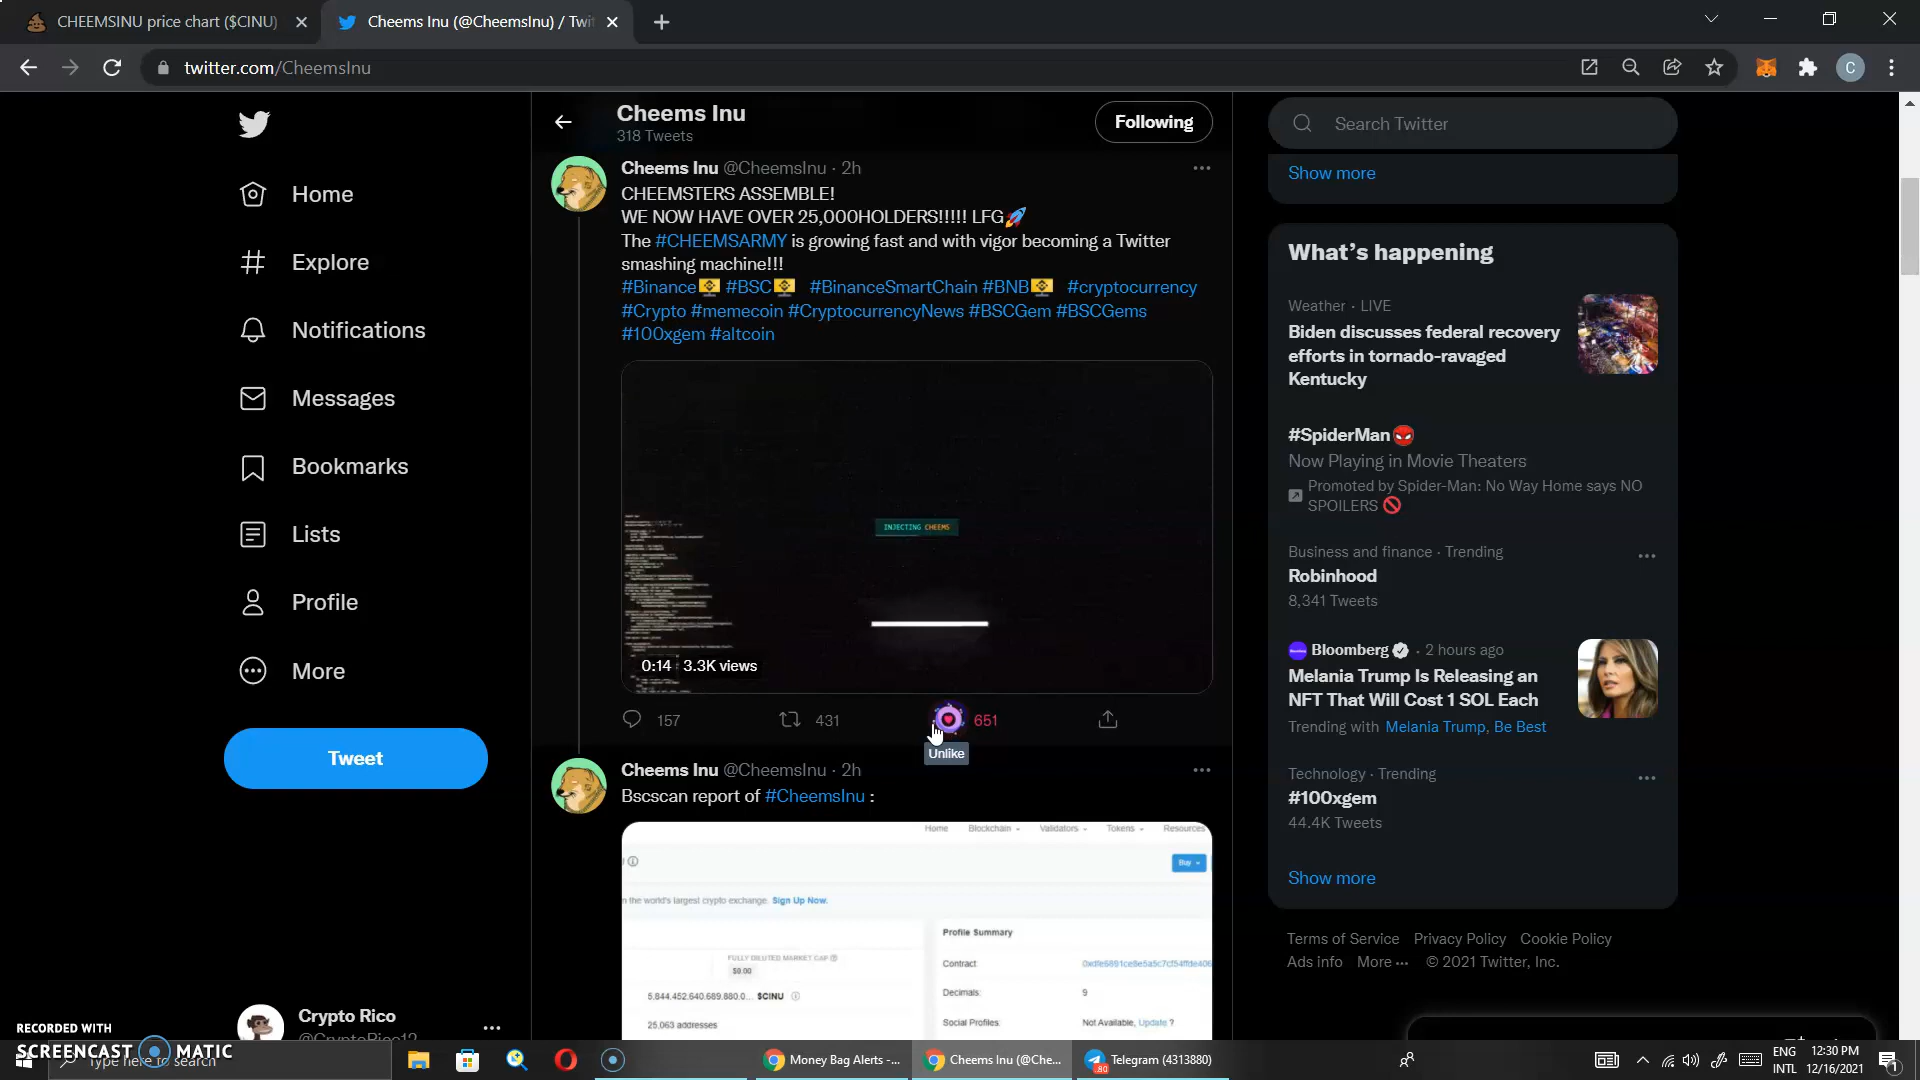 CHEEMSINU price chart ($CINU)
Cheems Inu (@CheemsInu) / Twi
twitter.com/CheemsInu
C
Home
Explore
Notifications
Messages
Bookmarks
Lists
Profile
More
Tweet
Crypto Rico
@CryptoRico12
Cheems Inu
318 Tweets
Following
Cheems Inu @CheemsInu · 2h
CHEEMSTERS ASSEMBLE!
WE NOW HAVE OVER 25,000HOLDERS!!!!! LFG🚀
The #CHEEMSARMY is growing fast and with vigor becoming a Twitter
smashing machine!!!
#Binance #BSC #BinanceSmartChain #BNB #cryptocurrency
#Crypto #memecoin #CryptocurrencyNews #BSCGem #BSCGems
#100xgem #altcoin
INJECTING CHEEMS
0:14 3.3K views
157 431 651
Unlike
Cheems Inu @CheemsInu · 2h
Bscscan report of #CheemsInu :
Home Blockchain Validators Tokens Resources
Buy
n the world's largest crypto exchange. Sign Up Now.
Profile Summary
FULLY DILUTED MARKET CAP
$0.00
Contract:
5,844,452,640,689,880.0... $CINU
Decimals: 9
25,063 addresses
Social Profiles: Not Available, Update ?
Search Twitter
Show more
What's happening
Weather · LIVE
Biden discusses federal recovery
efforts in tornado-ravaged
Kentucky
#SpiderMan
Now Playing in Movie Theaters
Promoted by Spider-Man: No Way Home says NO
SPOILERS 🚫
Business and finance · Trending
Robinhood
8,341 Tweets
Bloomberg · 2 hours ago
Melania Trump Is Releasing an
NFT That Will Cost 1 SOL Each
Trending with Melania Trump, Be Best
Technology · Trending
#100xgem
44.4K Tweets
Show more
Terms of Service Privacy Policy Cookie Policy
Ads info More ··· © 2021 Twitter, Inc.
RECORDED WITH
SCREENCAST MATIC
Type here to search
Money Bag Alerts -...
Cheems Inu (@Che...
80
Telegram (4313880)
ENG
INTL
12:30 PM
12/16/2021
1